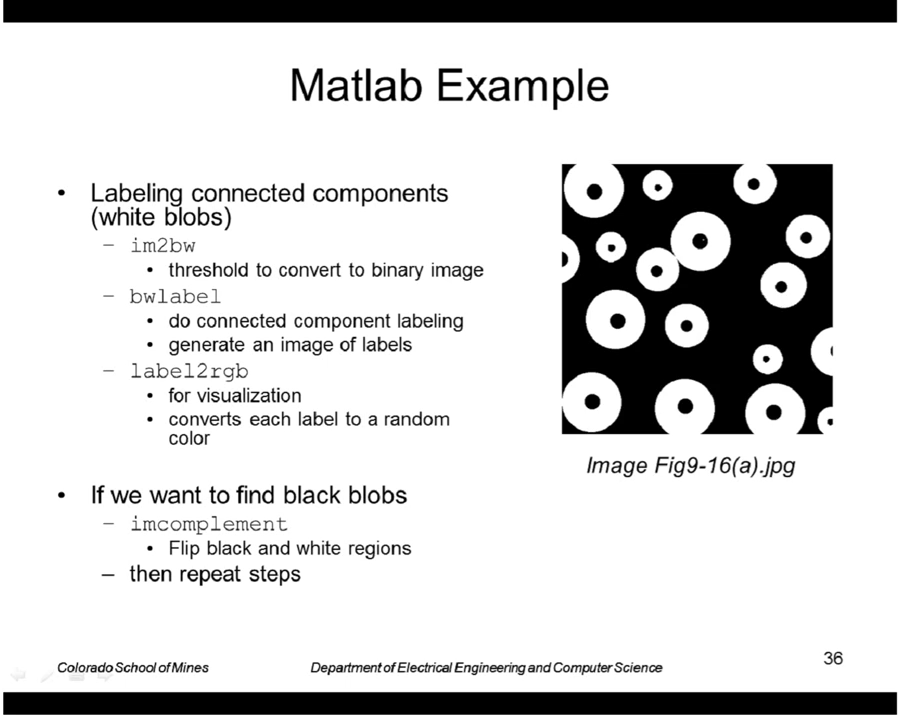 Matlab Example
• Labeling connected components
(white blobs)
– im2bw
• threshold to convert to binary image
– bwlabel
• do connected component labeling
• generate an image of labels
– label2rgb
• for visualization
• converts each label to a random
color
• If we want to find black blobs
– imcomplement
• Flip black and white regions
– then repeat steps
Image Fig9-16(a).jpg
Colorado School of Mines
Department of Electrical Engineering and Computer Science
36